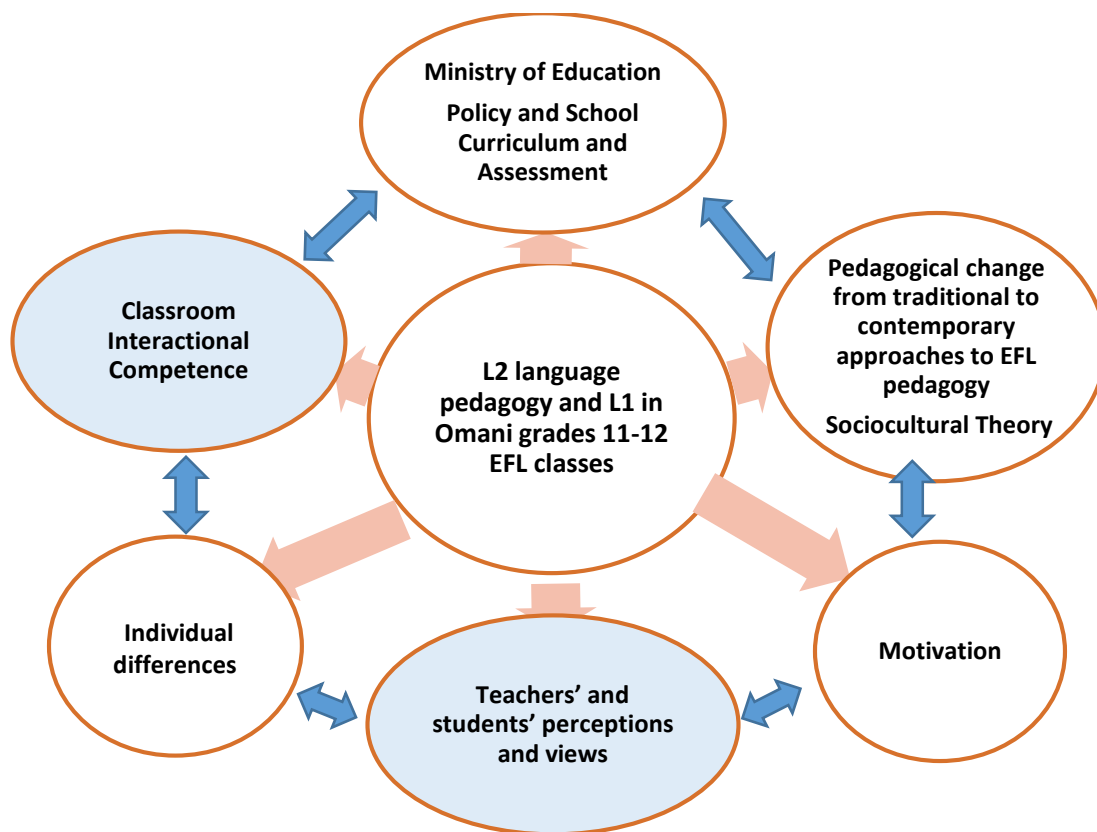 Ministry of Education
Policy and School
Curriculum and
Assessment
Classroom
Interactional
Competence
Pedagogical change
from traditional to
contemporary
approaches to EFL
pedagogy
Sociocultural Theory
L2 language
pedagogy and L1 in
Omani grades 11-12
EFL classes
Individual
differences
Motivation
Teachers’ and
students’ perceptions
and views